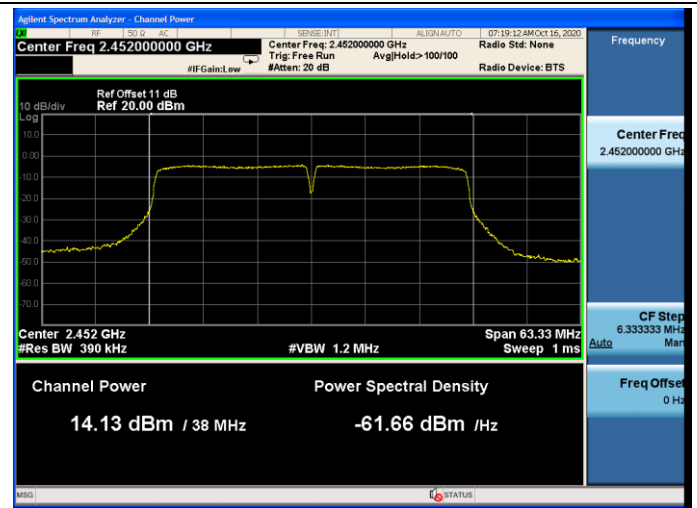 Agilent Spectrum Analyzer - Channel Power
RF 50 Ω AC SENSE:INT ALIGN AUTO 07:19:12 AM Oct 16, 2020
Center Freq 2.452000000 GHz
Center Freq: 2.452000000 GHz
Radio Std: None
Trig: Free Run Avg|Hold:>100/100
#IFGain:Low #Atten: 20 dB Radio Device: BTS
Ref Offset 11 dB
10 dB/div Ref 20.00 dBm
Log
10.0
0.00
-10.0
-20.0
-30.0
-40.0
-50.0
-60.0
-70.0
Center 2.452 GHz Span 63.33 MHz
#Res BW 390 kHz #VBW 1.2 MHz Sweep 1 ms
Channel Power Power Spectral Density
14.13 dBm / 38 MHz -61.66 dBm /Hz
MSG STATUS
Frequency
Center Freq
2.452000000 GHz
CF Step
6.333333 MHz
Auto Man
Freq Offset
0 Hz